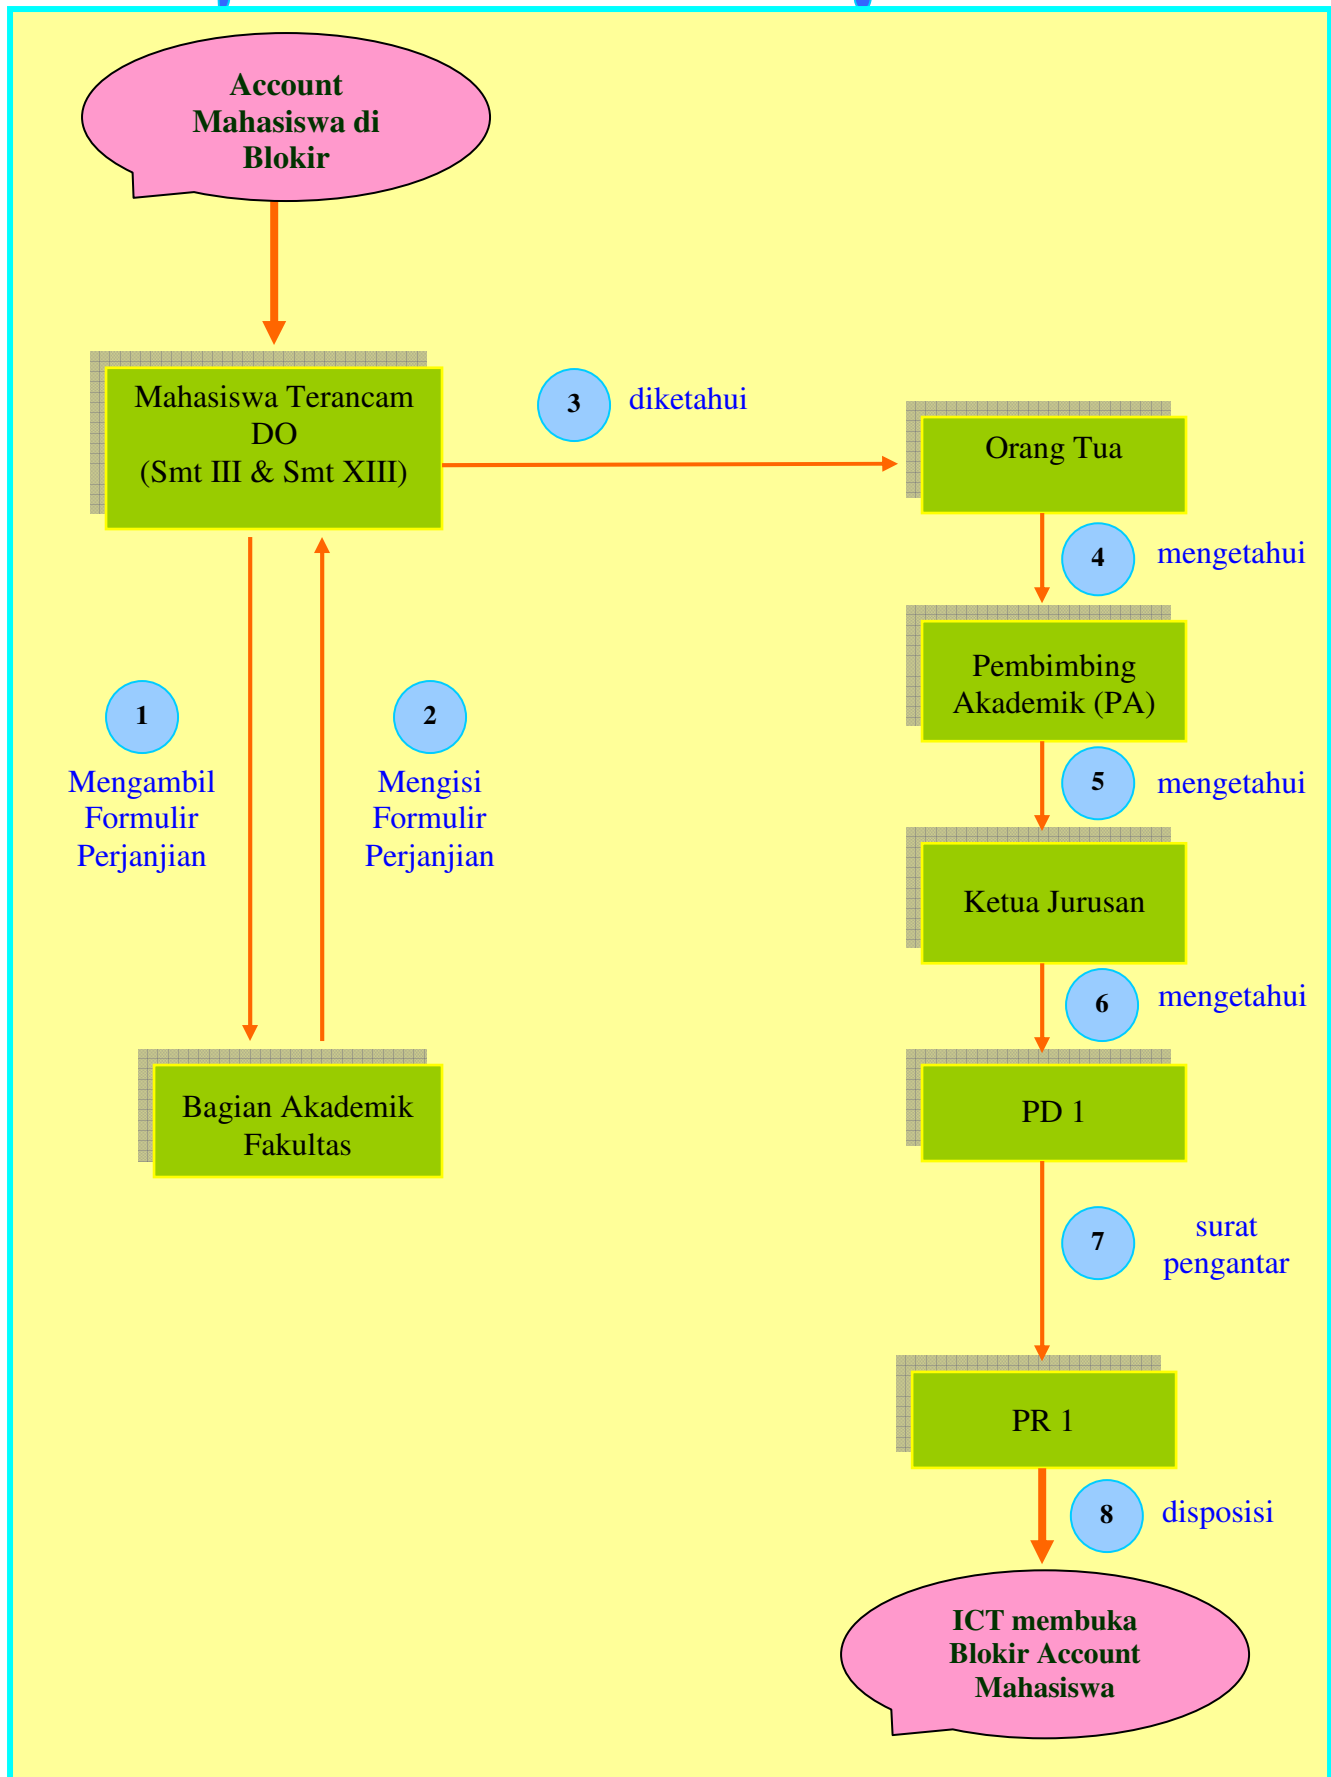 Account
Mahasiswa di
Blokir
Mahasiswa Terancam
DO
(Smt III & Smt XIII)
3
diketahui
Orang Tua
4
mengetahui
Pembimbing
Akademik (PA)
1
Mengambil
Formulir
Perjanjian
2
Mengisi
Formulir
Perjanjian
5
mengetahui
Ketua Jurusan
6
mengetahui
Bagian Akademik
Fakultas
PD 1
7
surat
pengantar
PR 1
8
disposisi
ICT membuka
Blokir Account
Mahasiswa